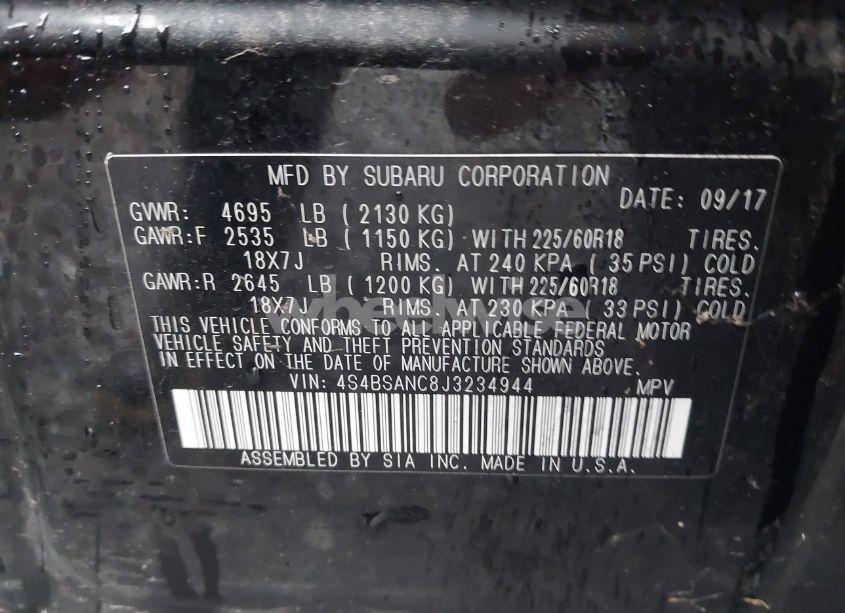 MFD BY SUBARU CORPORATION
DATE: 09/17
GVWR: 4695 LB ( 2130 KG)
GAWR:F 2535 LB ( 1150 KG) WITH 225/60R18 TIRES.
18X7J RIMS. AT 240 KPA ( 35 PSI) COLD
GAWR:R 2645 LB ( 1200 KG) WITH 225/60R18 TIRES.
18X7J RIMS. AT 230 KPA ( 33 PSI) COLD
THIS VEHICLE CONFORMS TO ALL APPLICABLE FEDERAL MOTOR
VEHICLE SAFETY AND THEFT PREVENTION STANDARDS
IN EFFECT ON THE DATE OF MANUFACTURE SHOWN ABOVE.
VIN: 4S4BSANC8J3234944 MPV
ASSEMBLED BY SIA INC. MADE IN U.S.A.